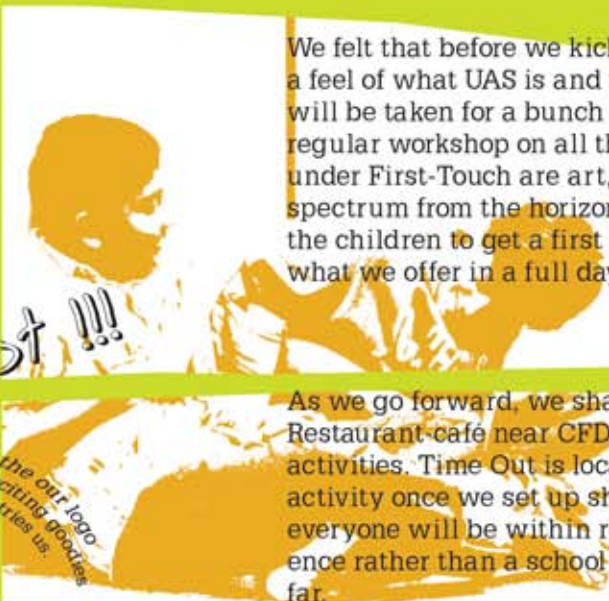 We felt that before we kick
a feel of what UAS is and
will be taken for a bunch
regular workshop on all th
under First-Touch are art,
spectrum from the horizon
the children to get a first
what we offer in a full day
st !!!
As we go forward, we sha
Restaurant-café near CFD
activities. Time Out is loc
activity once we set up sh
everyone will be within r
ence rather than a school
far.
the our logo
citing goodies
tries us.